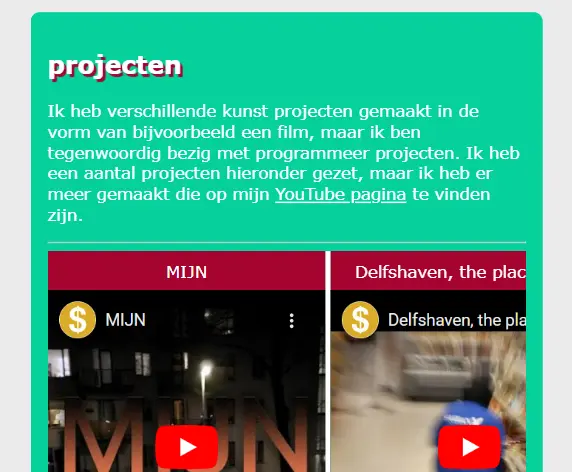 projecten
Ik heb verschillende kunst projecten gemaakt in de
vorm van bijvoorbeeld een film, maar ik ben
tegenwoordig bezig met programmeer projecten. Ik heb
een aantal projecten hieronder gezet, maar ik heb er
meer gemaakt die op mijn YouTube pagina te vinden
zijn.
MIJN
Delfshaven, the plac
$ MIJN
$ Delfshaven, the pla
MIJN